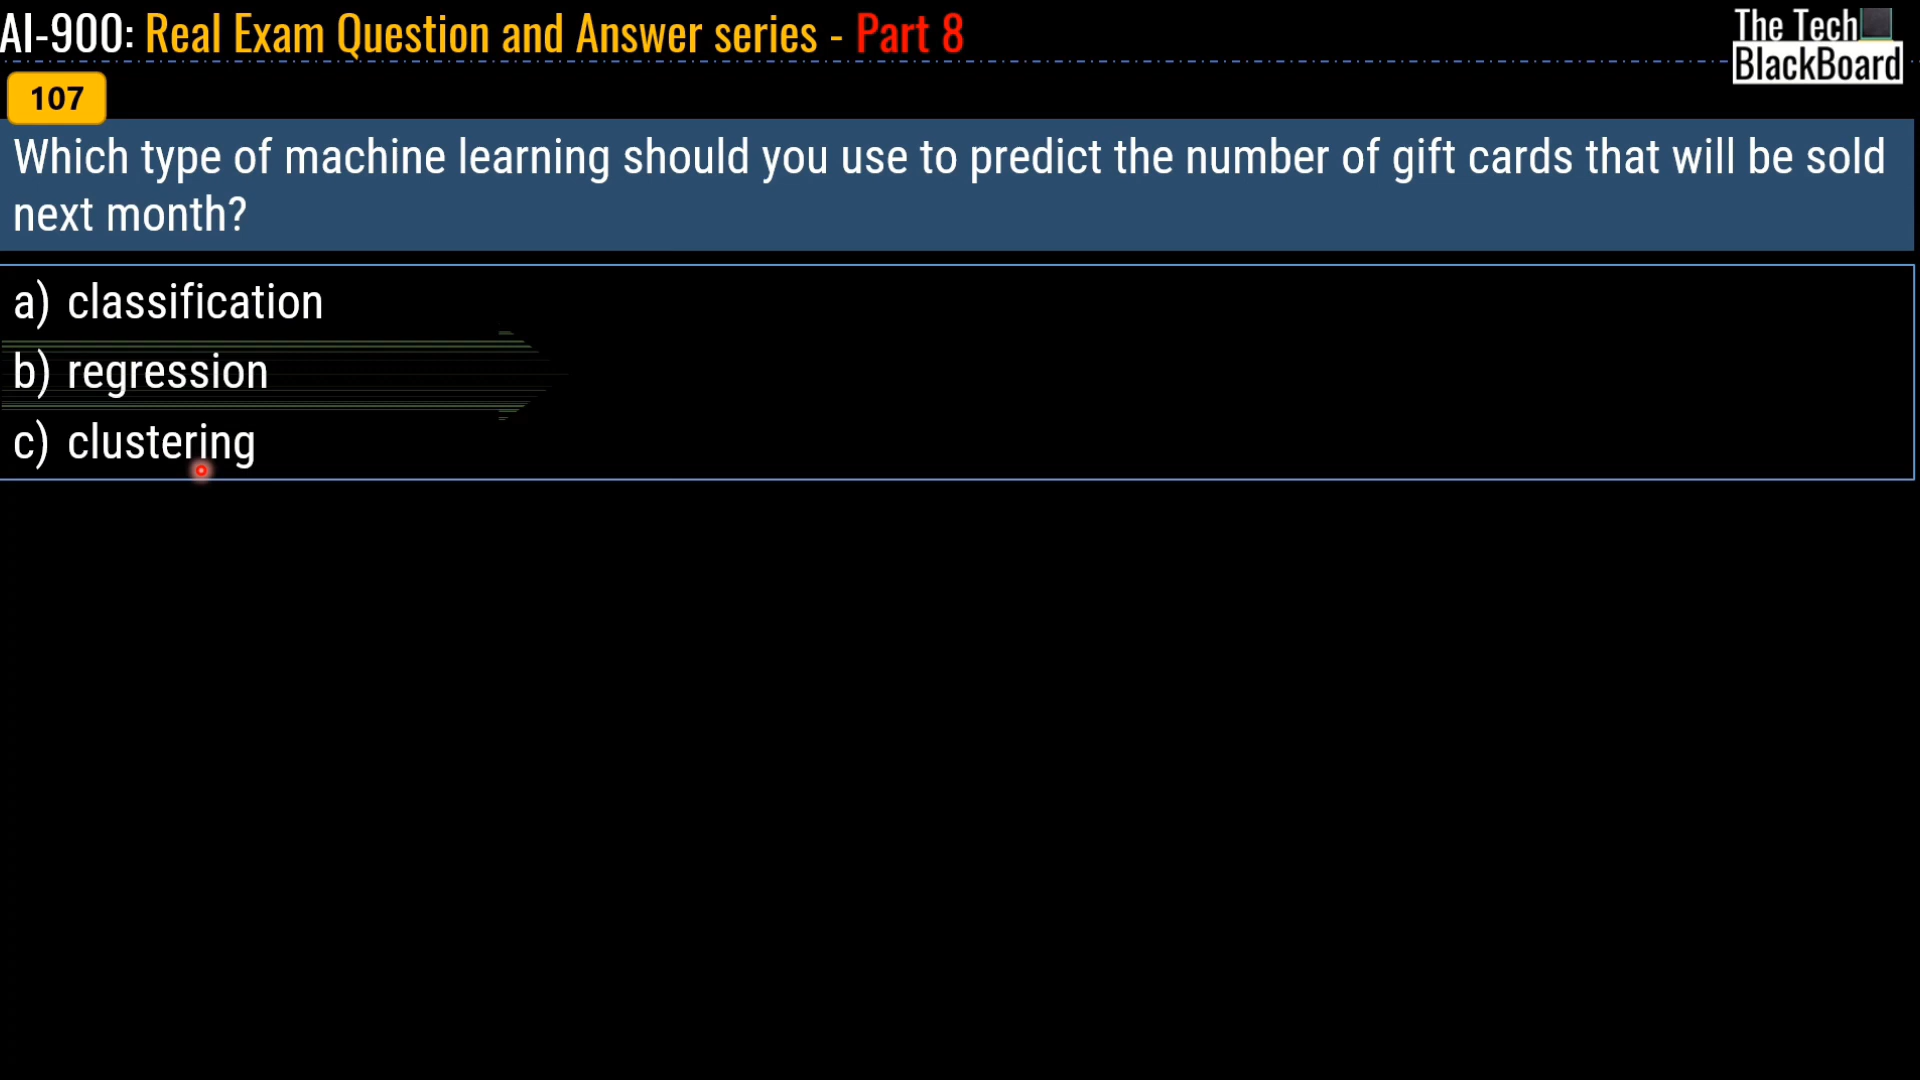 AI-900: Real Exam Question and Answer series - Part 8
The Tech
BlackBoard
107
Which type of machine learning should you use to predict the number of gift cards that will be sold
next month?
a) classification
b) regression
c) clustering